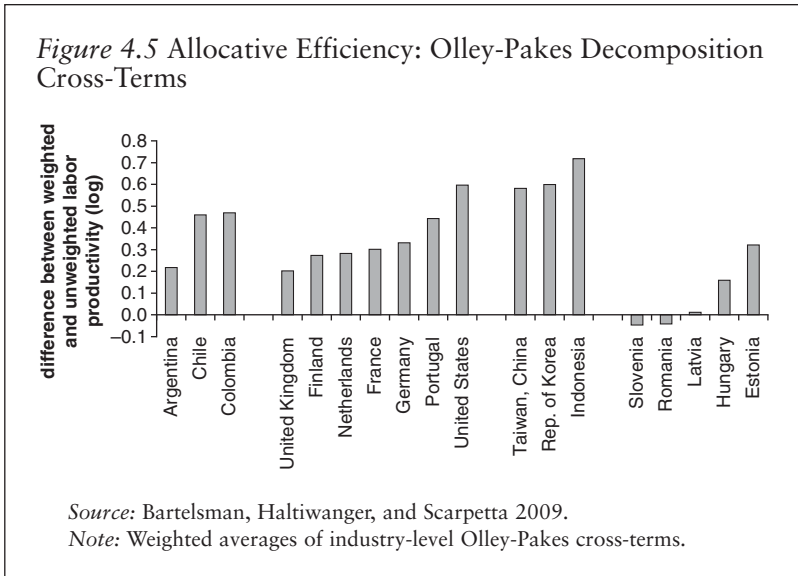 Figure 4.5 Allocative Efficiency: Olley-Pakes Decomposition
Cross-Terms
difference between weighted
and unweighted labor
productivity (log)
0.8
0.7
0.6
0.5
0.4
0.3
0.2
0.1
0.0
–0.1
Argentina
Chile
Colombia
United Kingdom
Finland
Netherlands
France
Germany
Portugal
United States
Taiwan, China
Rep. of Korea
Indonesia
Slovenia
Romania
Latvia
Hungary
Estonia
Source: Bartelsman, Haltiwanger, and Scarpetta 2009.
Note: Weighted averages of industry-level Olley-Pakes cross-terms.